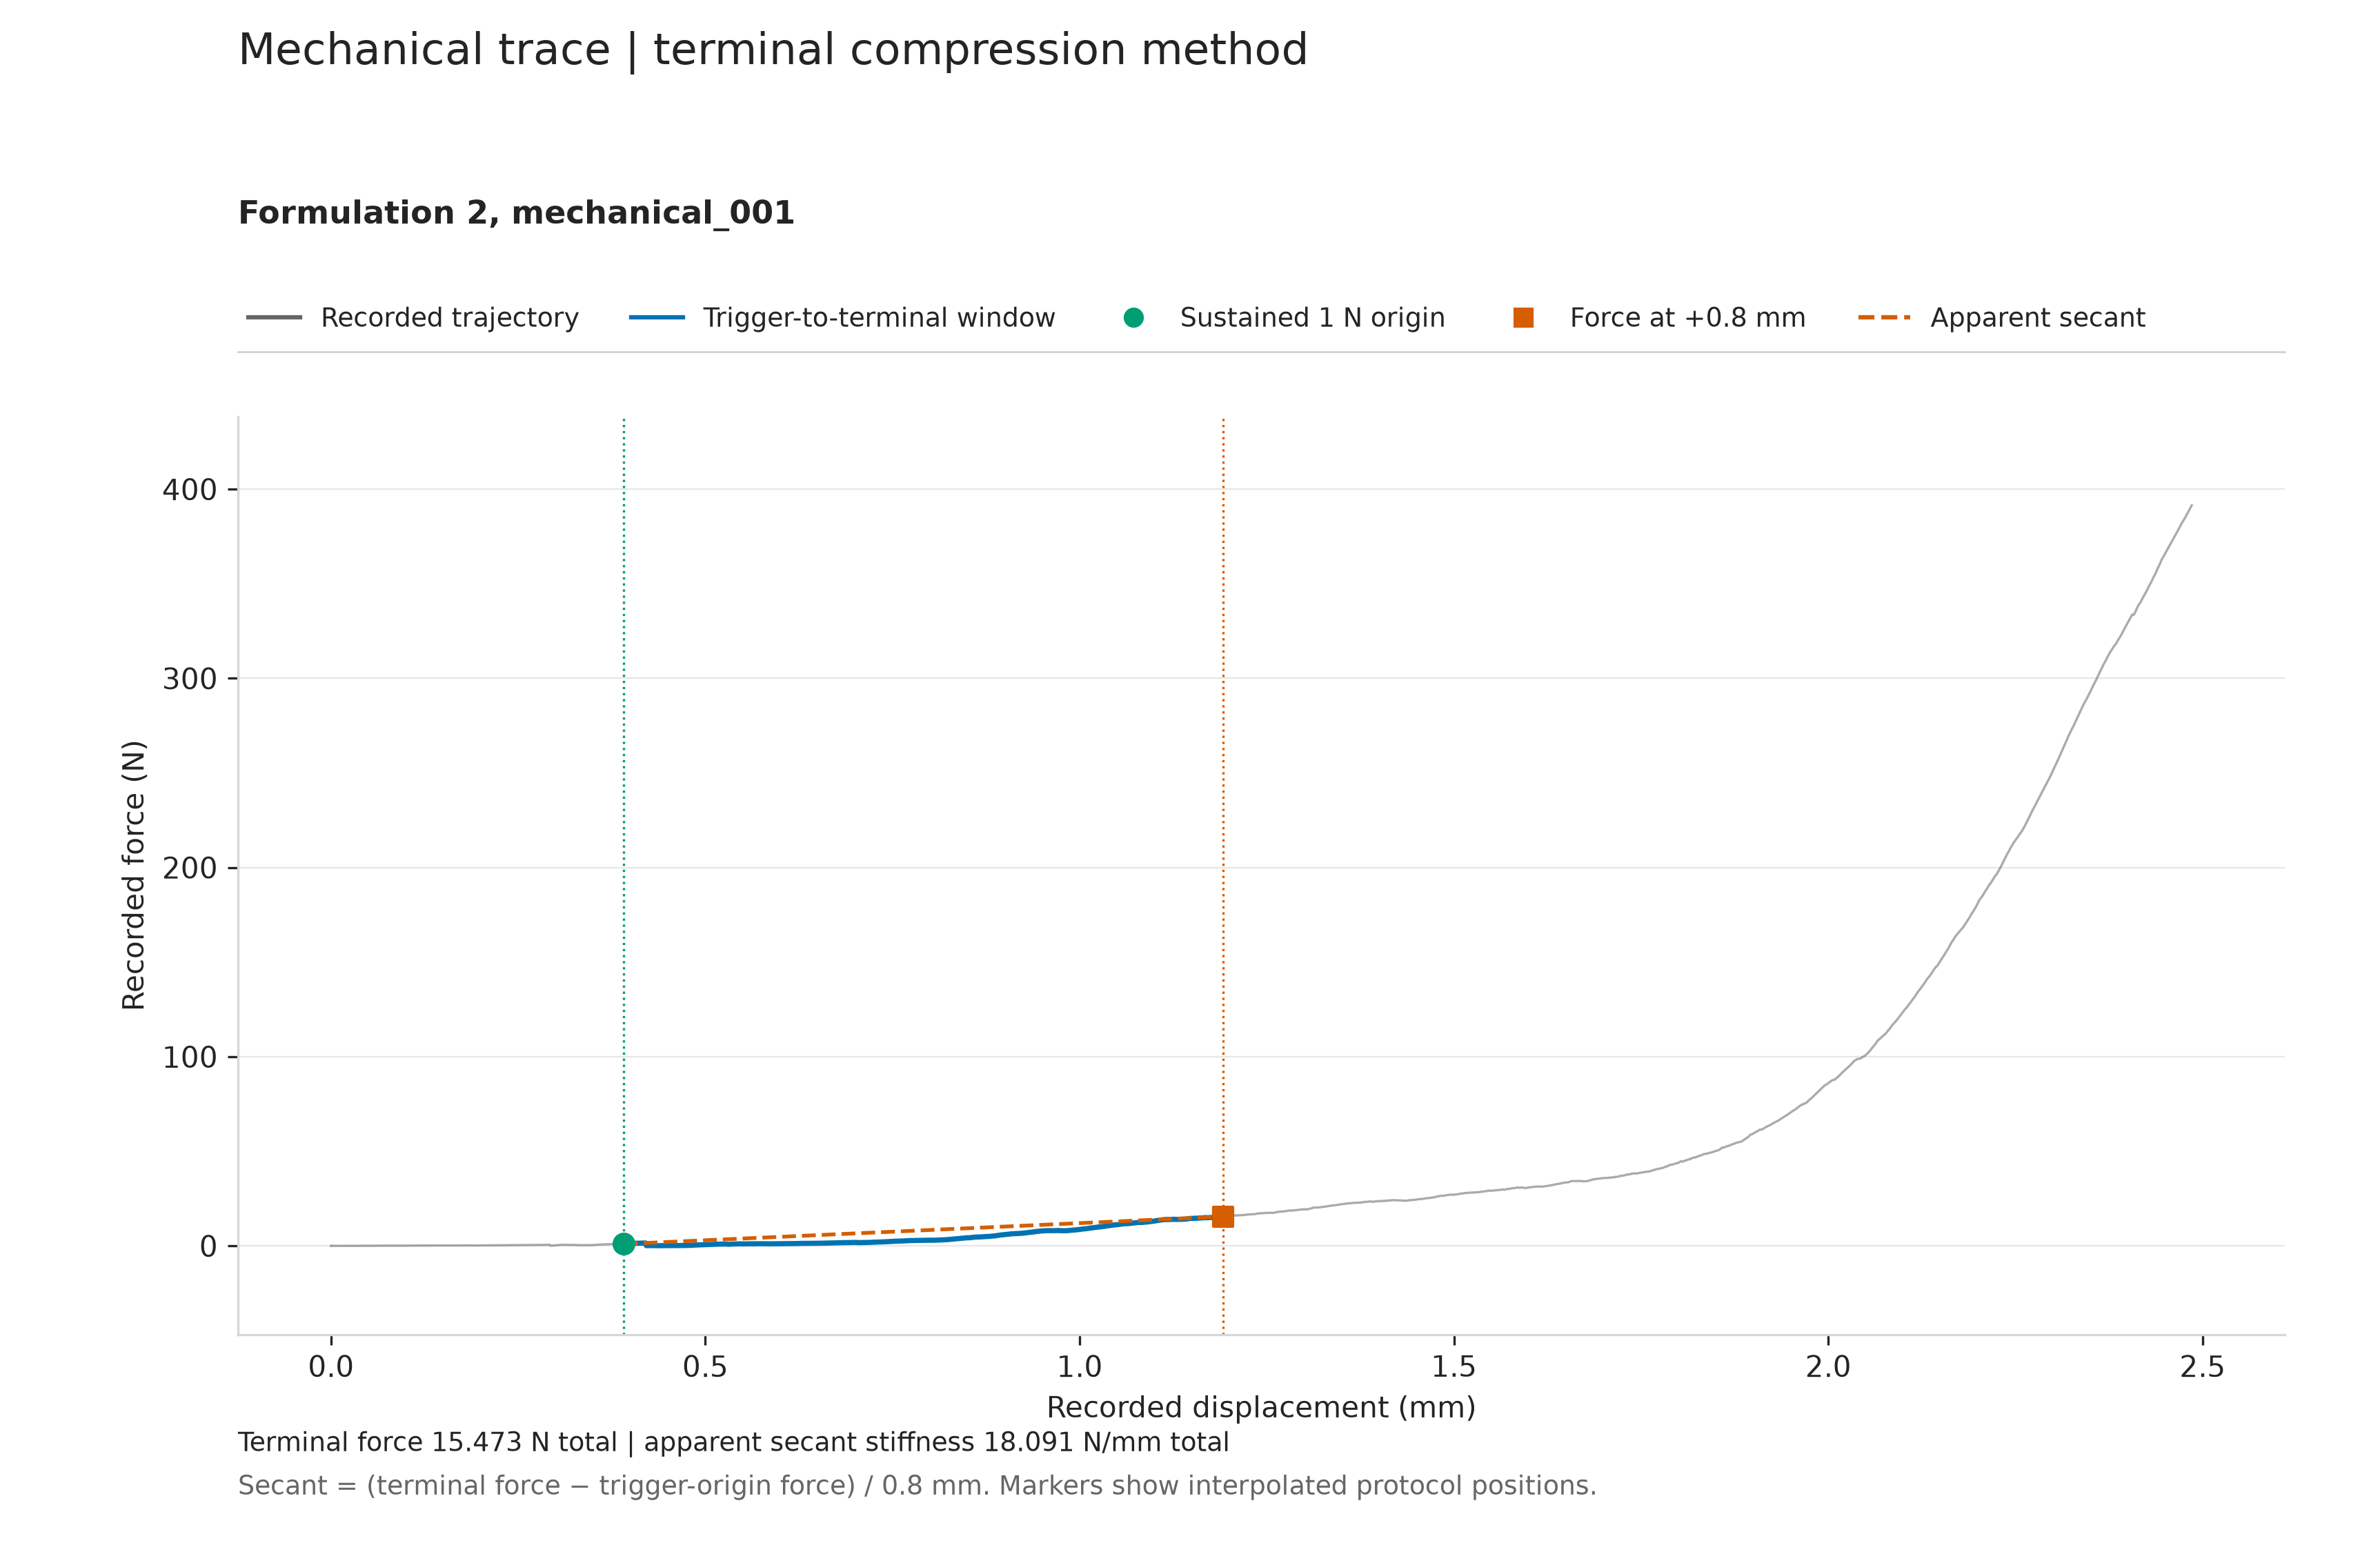 Mechanical trace | terminal compression method
Formulation 2, mechanical_001
Recorded trajectory
Trigger-to-terminal window
Sustained 1 N origin
Force at +0.8 mm
Apparent secant
Recorded force (N)
400
300
200
100
0
0.0
0.5
1.0
1.5
2.0
2.5
Recorded displacement (mm)
Terminal force 15.473 N total | apparent secant stiffness 18.091 N/mm total
Secant = (terminal force − trigger-origin force) / 0.8 mm. Markers show interpolated protocol positions.